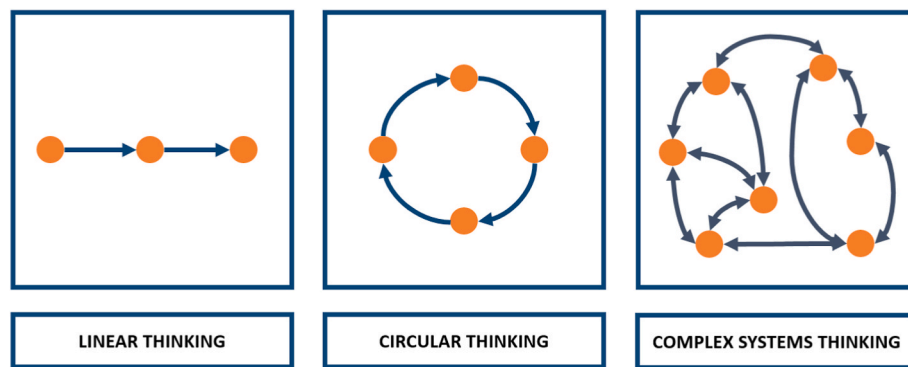 LINEAR THINKING
CIRCULAR THINKING
COMPLEX SYSTEMS THINKING